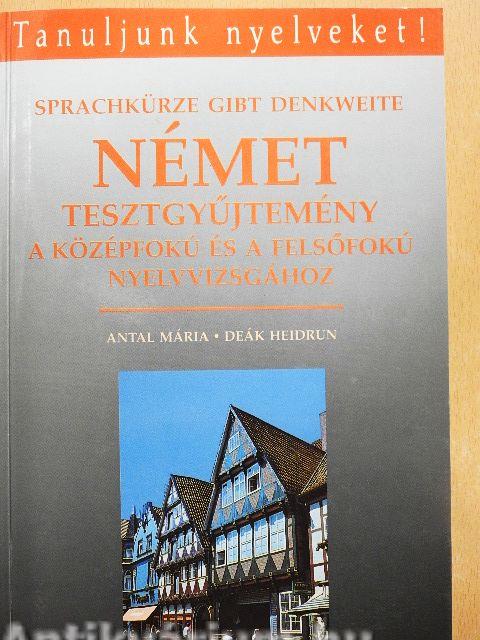 Tanuljunk nyelveket!
SPRACHKÜRZE GIBT DENKWEITE
NÉMET
TESZTGYŰJTEMÉNY
A KÖZÉPFOKÚ ÉS A FELSŐFOKÚ
NYELVVIZSGÁHOZ
ANTAL MÁRIA • DEÁK HEIDRUN